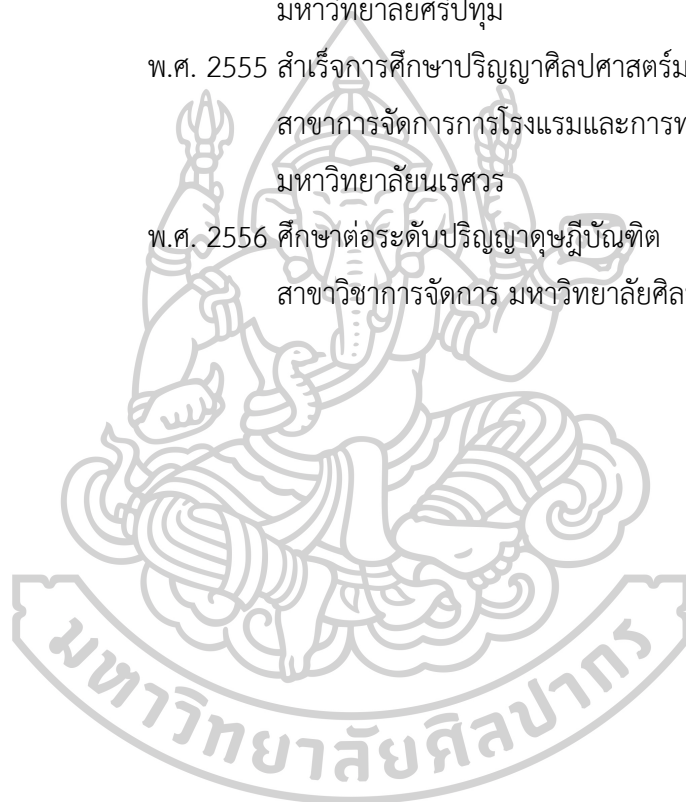 มหาวิทยาลัยศรีปทุม
พ.ศ. 2555 สำเร็จการศึกษาปริญญาศิลปศาสตร์ม
สาขาการจัดการการโรงแรมและการท
มหาวิทยาลัยนเรศวร
พ.ศ. 2556 ศึกษาต่อระดับปริญญาดุษฎีบัณฑิต
สาขาวิชาการจัดการ มหาวิทยาลัยศิล
มหาวิทยาลัยศิลปากร